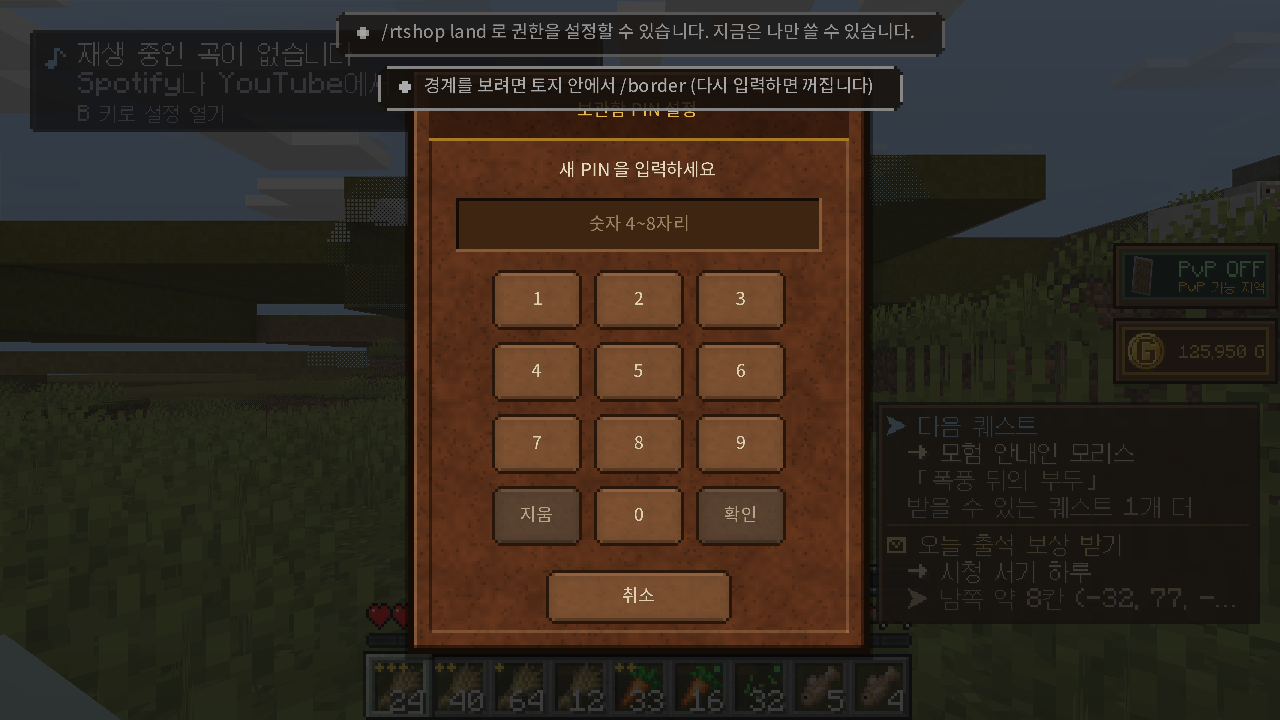 /rtshop land 로 권한을 설정할 수 있습니다. 지금은 나만 쓸 수 있습니다.
재생 중인 곡이 없습니다
Spotify나 YouTube에서
B 키로 설정 열기
경계를 보려면 토지 안에서 /border (다시 입력하면 꺼집니다)
보관함 PIN 설정
새 PIN 을 입력하세요
숫자 4~8자리
1 2 3
4 5 6
7 8 9
지움 0 확인
취소
PvP OFF
PvP 가능 지역
125,950 G
다음 퀘스트
→ 모험 안내인 모리스
「폭풍 뒤의 부두」
받을 수 있는 퀘스트 1개 더
오늘 출석 보상 받기
→ 시청 서기 하루
➤ 남쪽 약 8칸 (-32, 77, -...
24 40 64 12 33 16 32 5 4